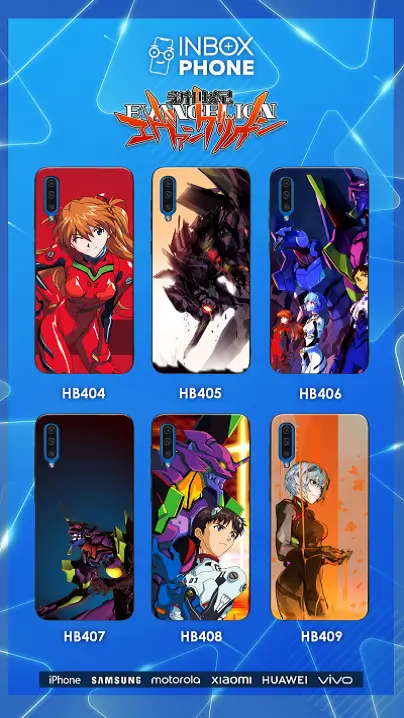 INBOX
PHONE
新世紀
EVANGELION
エヴァンゲリオン
HB404
HB405
HB406
HB407
HB408
HB409
iPhone SAMSUNG motorola xiaomi HUAWEI vivo